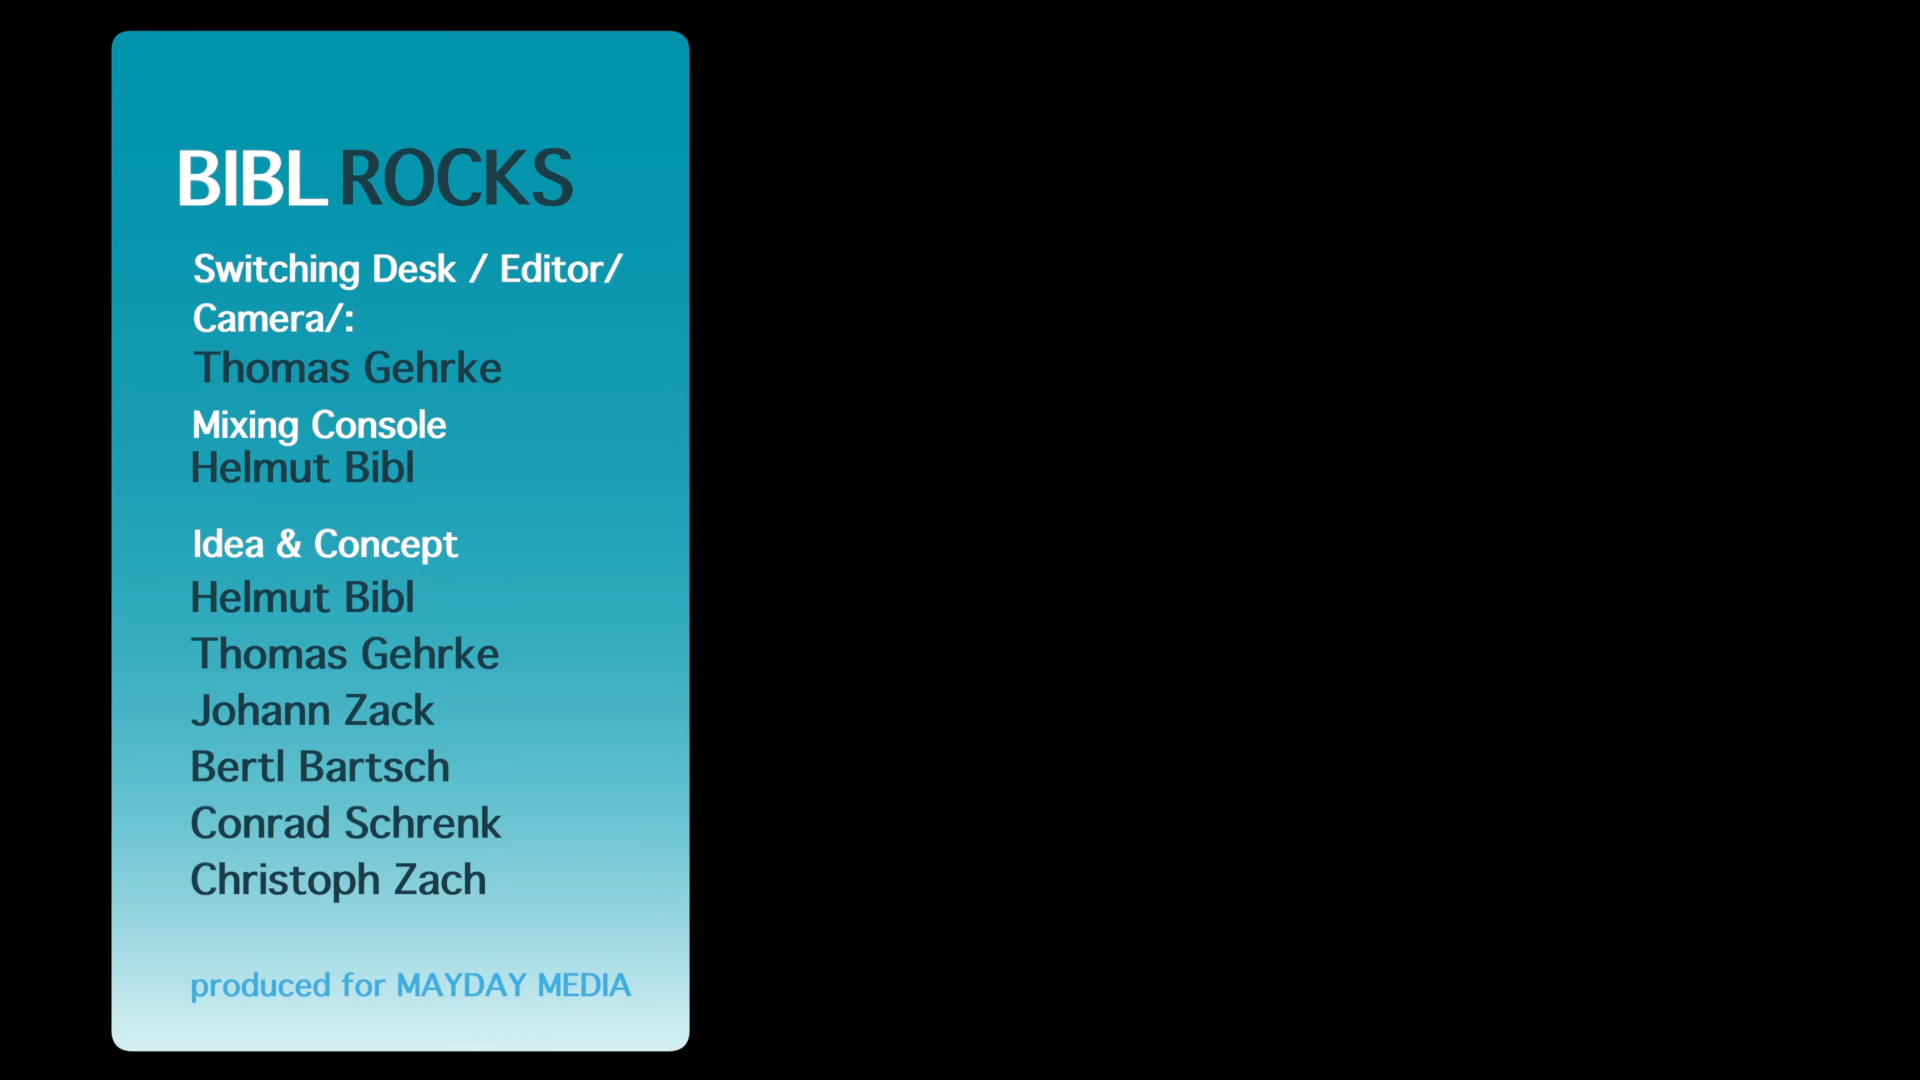 BIBL ROCKS
Switching Desk / Editor/
Camera/:
Thomas Gehrke
Mixing Console
Helmut Bibl
Idea & Concept
Helmut Bibl
Thomas Gehrke
Johann Zack
Bertl Bartsch
Conrad Schrenk
Christoph Zach
produced for MAYDAY MEDIA